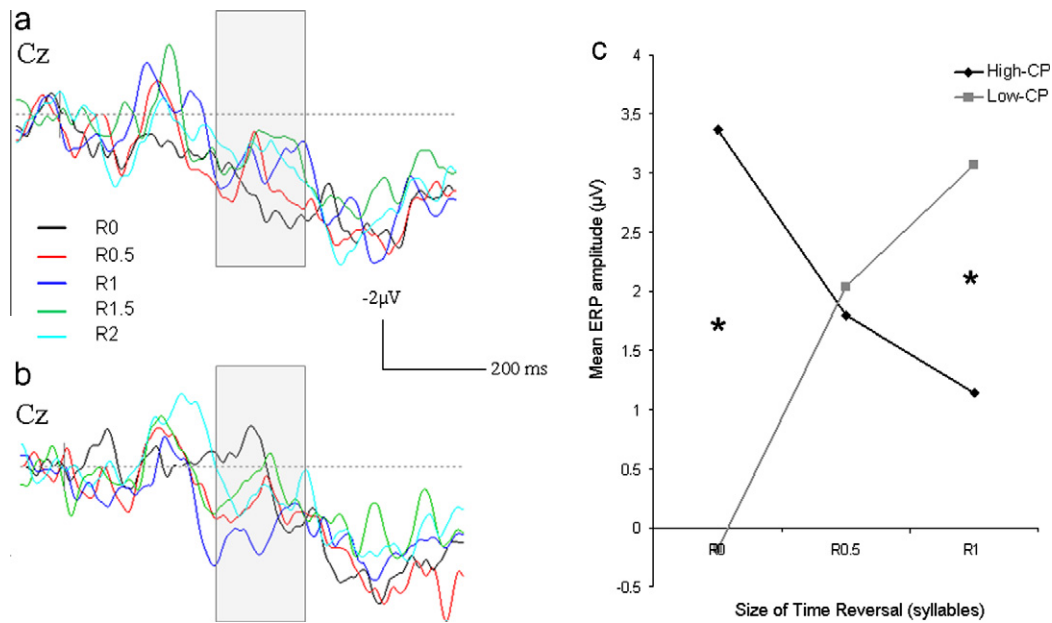 a
Cz
R0
R0.5
R1
R1.5
R2
-2µV
200 ms
b
Cz
c
High-CP
Low-CP
4
3.5
3
2.5
2
1.5
1
0.5
0
-0.5
Mean ERP amplitude (µV)
*
*
R0
R0.5
R1
Size of Time Reversal (syllables)